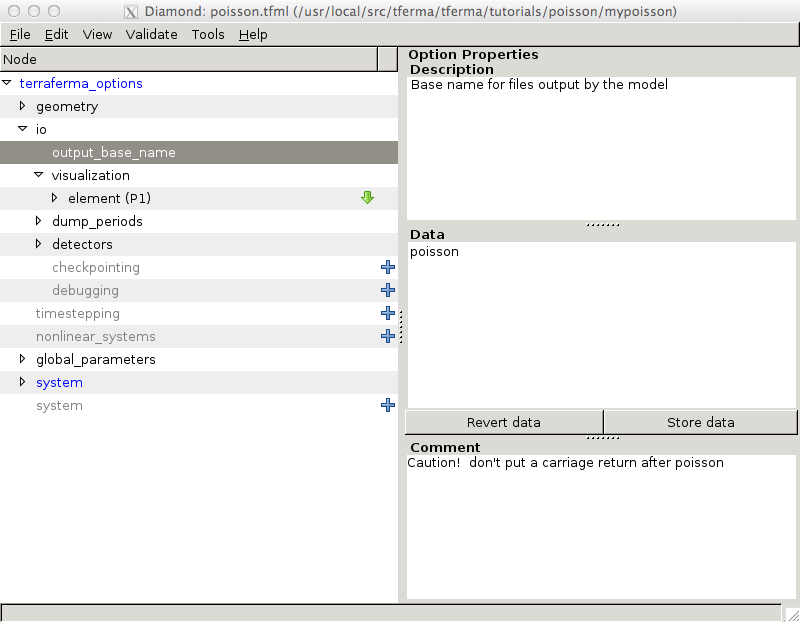 Diamond: poisson.tfml (/usr/local/src/tferma/tferma/tutorials/poisson/mypoisson)
File Edit View Validate Tools Help
Node
terraferma_options
geometry
io
output_base_name
visualization
element (P1)
dump_periods
detectors
checkpointing
debugging
timestepping
nonlinear_systems
global_parameters
system
system
Option Properties
Description
Base name for files output by the model
Data
poisson
Revert data
Store data
Comment
Caution!  don't put a carriage return after poisson